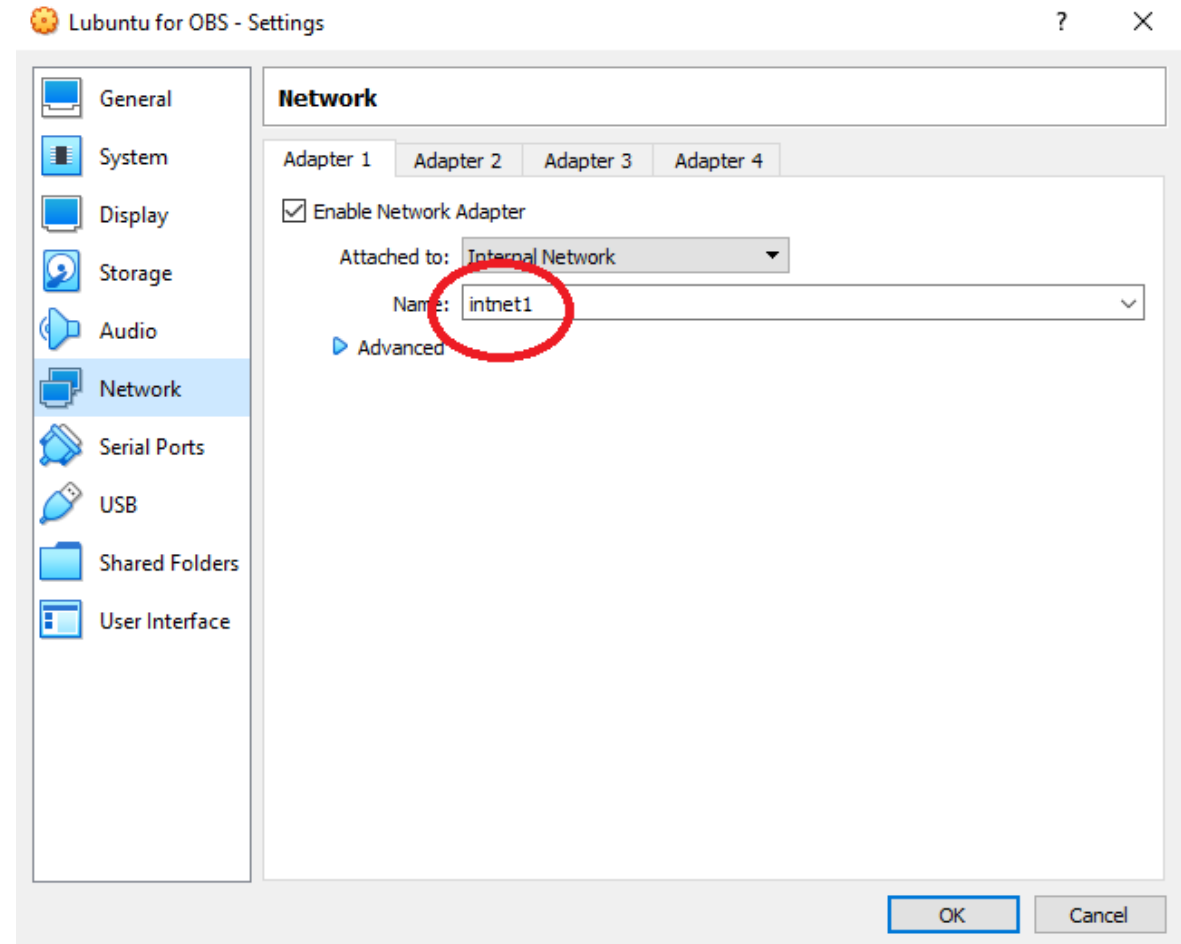 Lubuntu for OBS - Settings
?
General
System
Display
Storage
Audio
Network
Serial Ports
USB
Shared Folders
User Interface
Network
Adapter 1 Adapter 2 Adapter 3 Adapter 4
Enable Network Adapter
Attached to: Internal Network
Name: intnet1
Advanced
OK Cancel